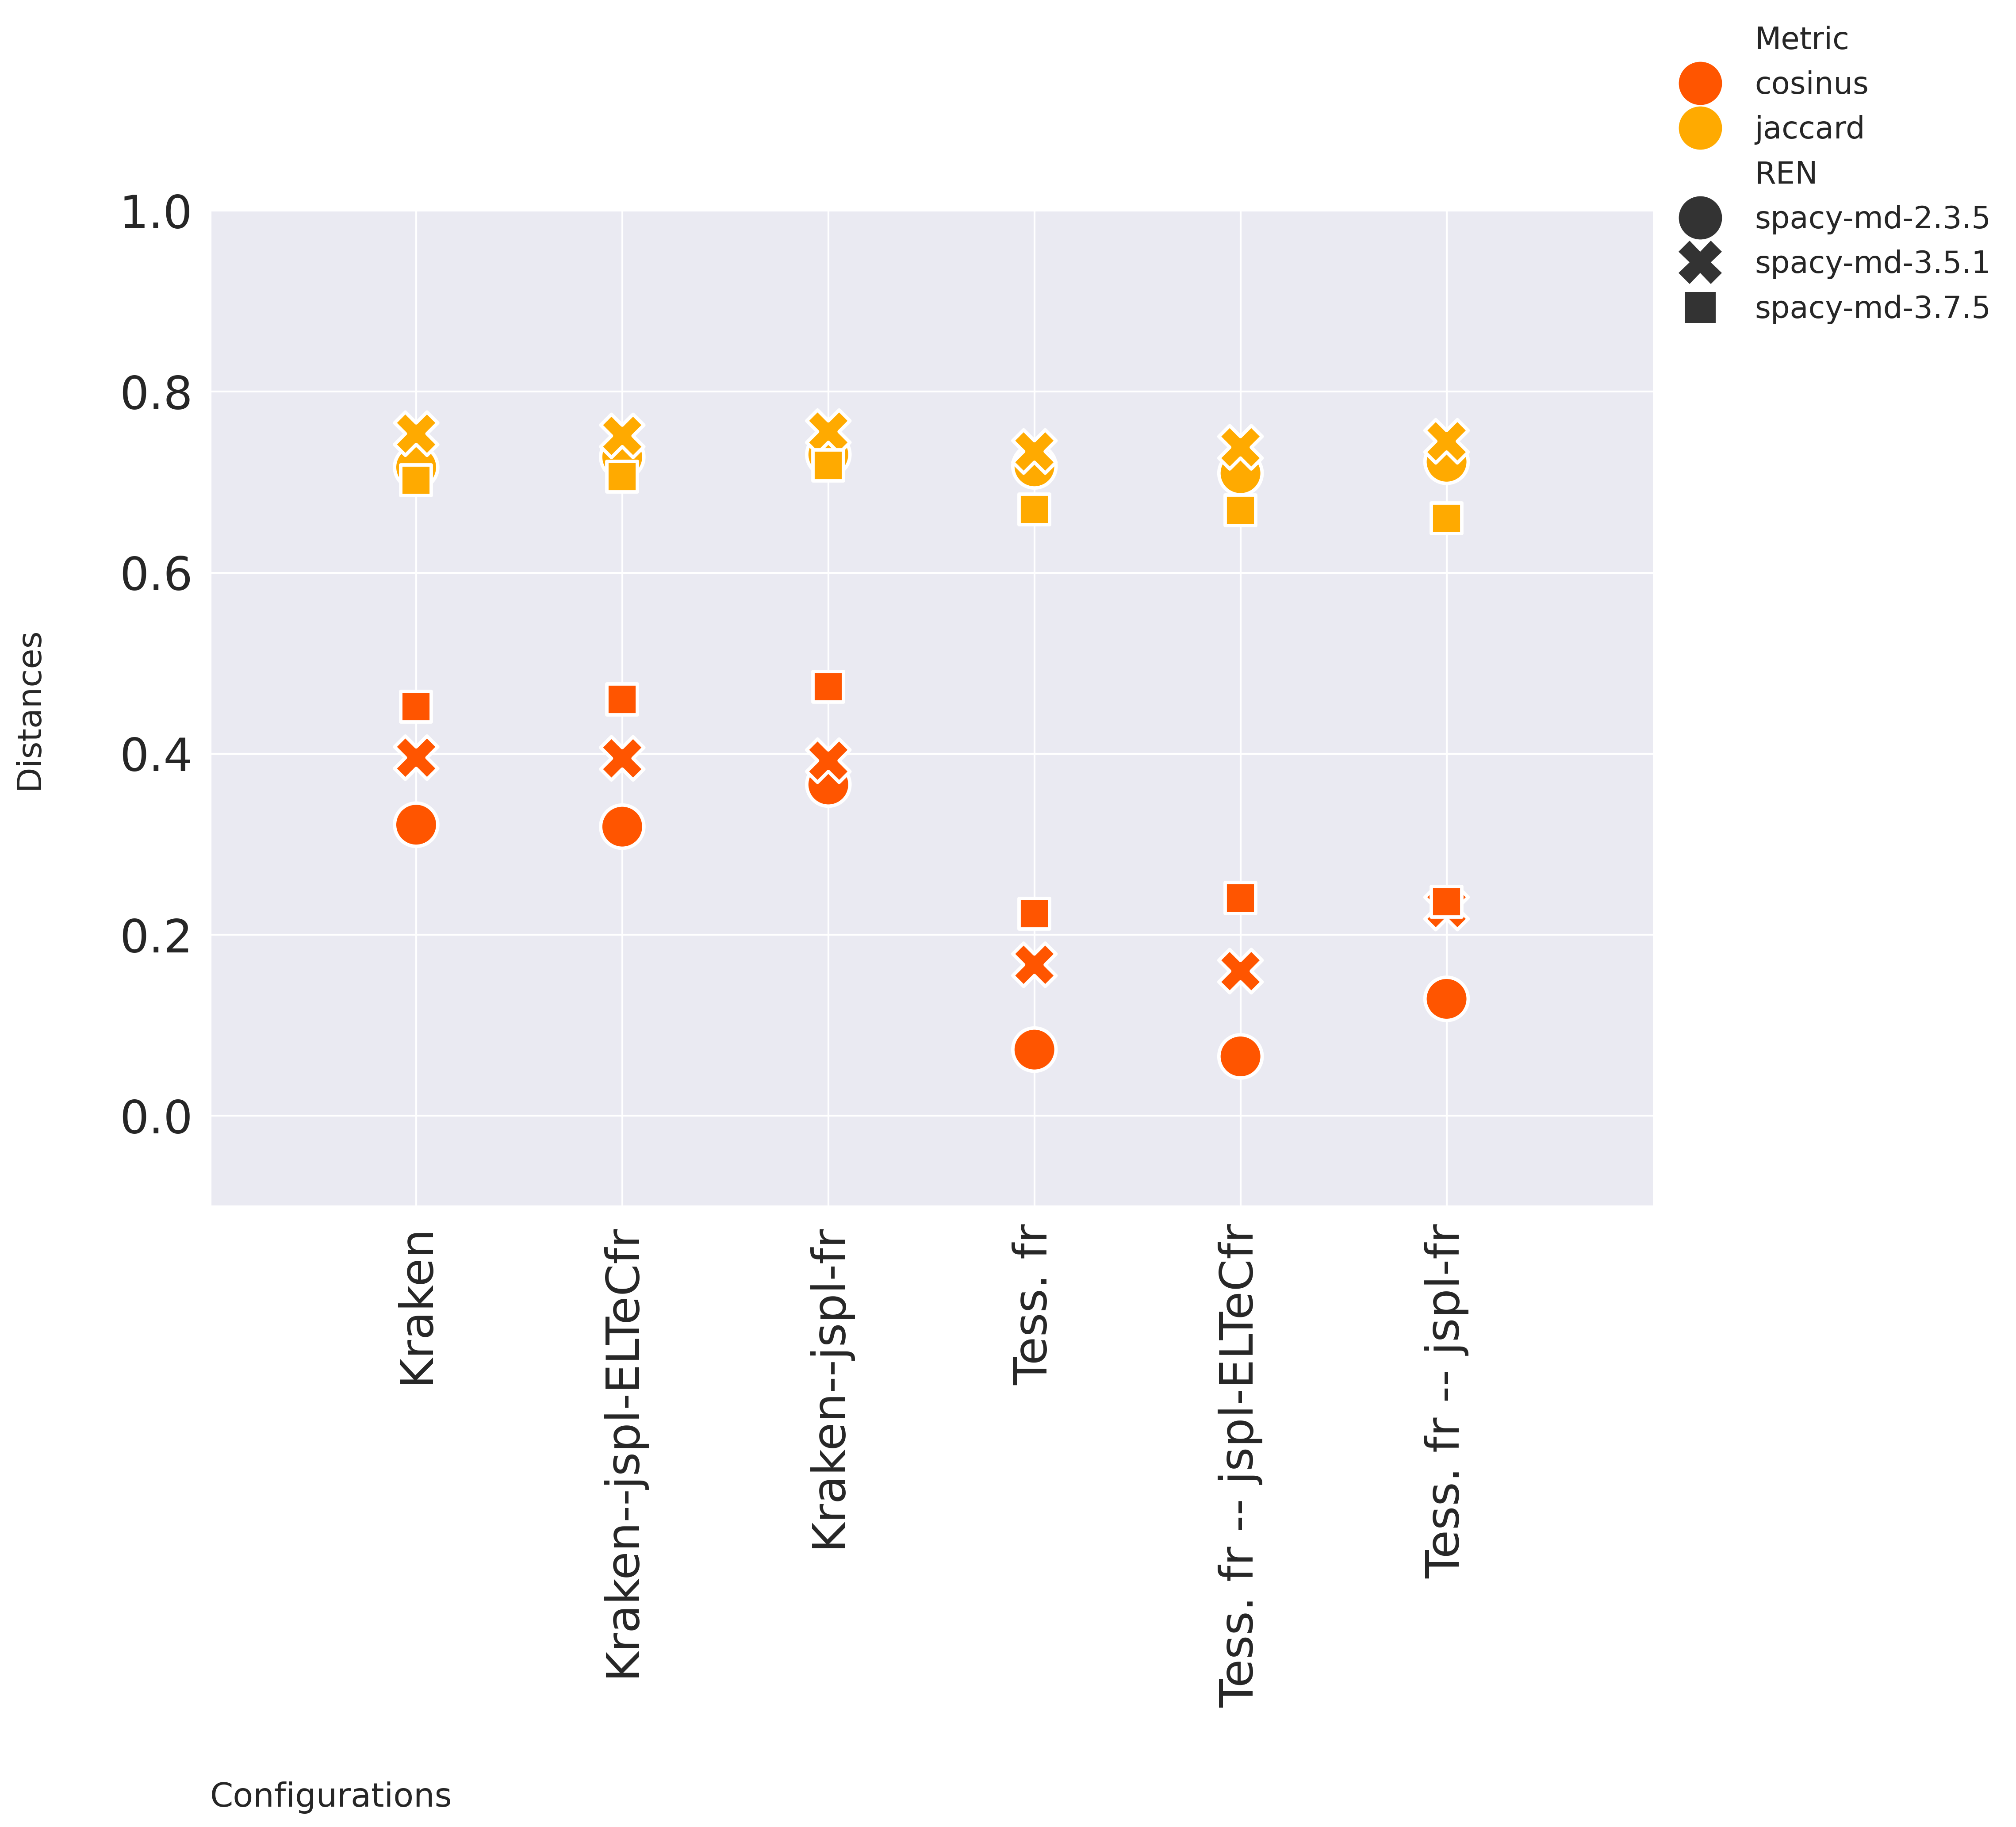 Metric
cosinus
jaccard
REN
spacy-md-2.3.5
spacy-md-3.5.1
spacy-md-3.7.5
1.0
0.8
0.6
0.4
0.2
0.0
Distances
Kraken
Kraken--jspl-ELTeCfr
Kraken--jspl-fr
Tess. fr
Tess. fr -- jspl-ELTeCfr
Tess. fr -- jspl-fr
Configurations